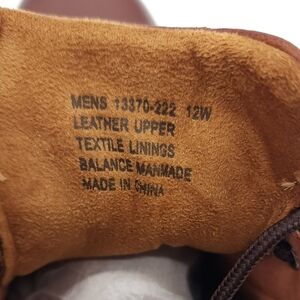 MENS 13370-222 12W
LEATHER UPPER
TEXTILE LININGS
BALANCE MANMADE
MADE IN CHINA